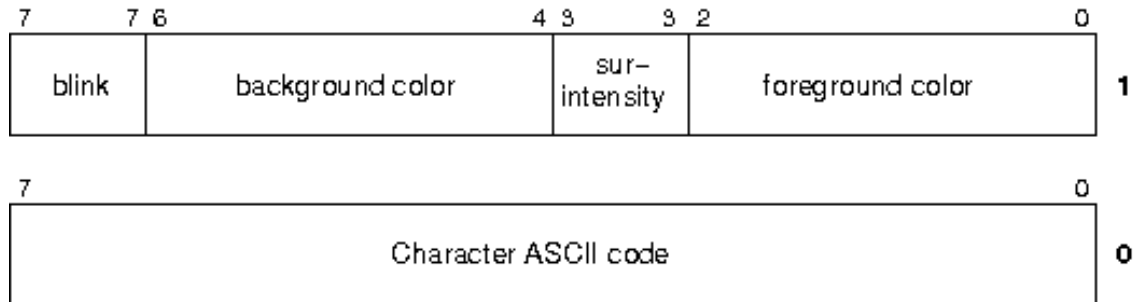 7 7 6 4 3 3 2 0
blink background color sur-
intensity foreground color 1
7 0
Character ASCII code 0